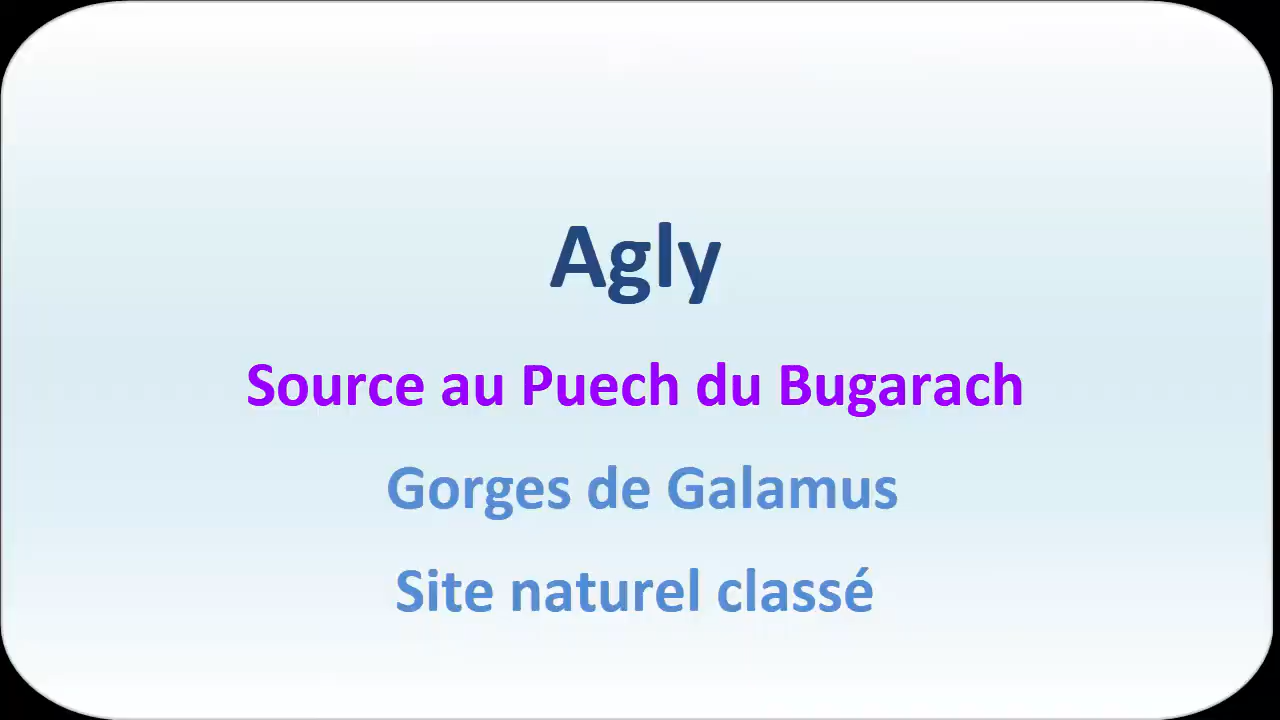 Agly
Source au Puech du Bugarach
Gorges de Galamus
Site naturel classé